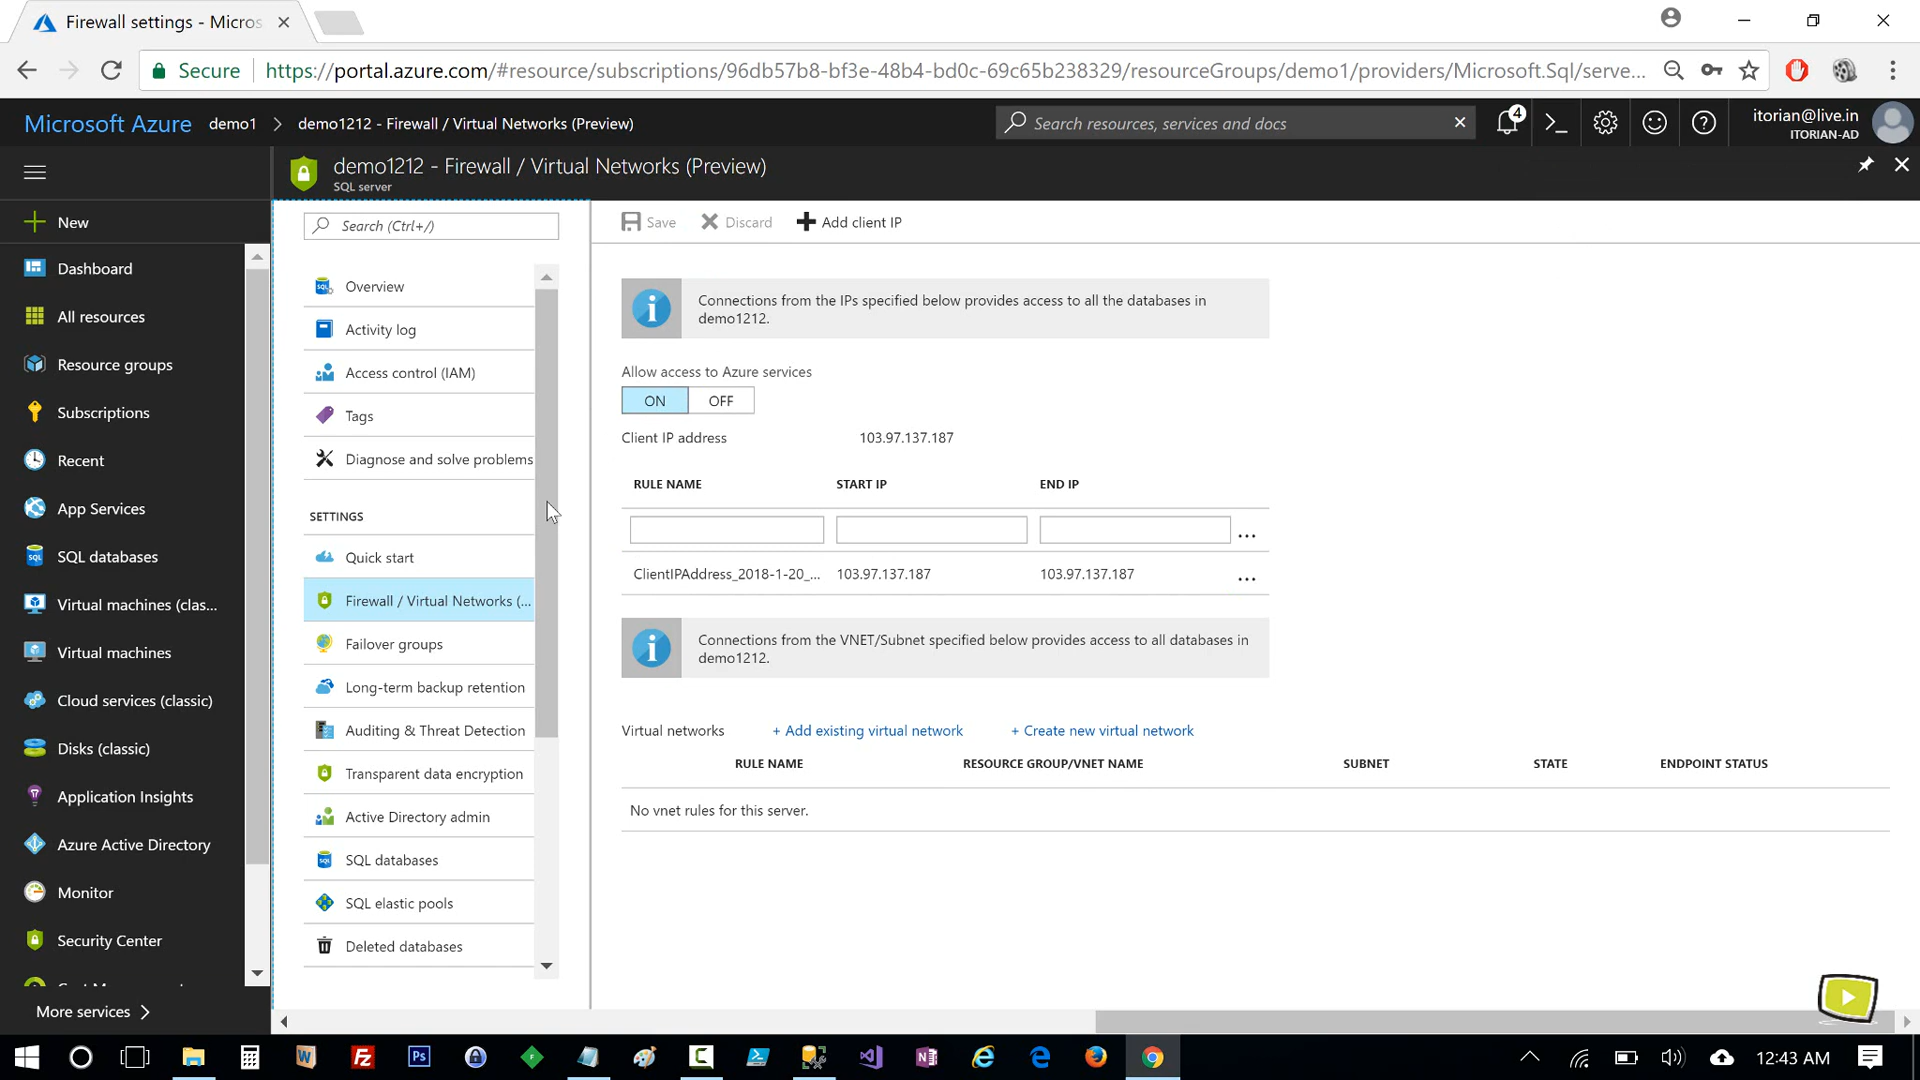 Firewall settings - Micros
Secure
https://portal.azure.com/#resource/subscriptions/96db57b8-bf3e-48b4-bd0c-69c65b238329/resourceGroups/demo1/providers/Microsoft.Sql/serve...
Microsoft Azure demo1 > demo1212 - Firewall / Virtual Networks (Preview)
Search resources, services and docs
4
itorian@live.in
ITORIAN-AD
demo1212 - Firewall / Virtual Networks (Preview)
SQL server
New
Dashboard
All resources
Resource groups
Subscriptions
Recent
App Services
SQL databases
Virtual machines (clas...
Virtual machines
Cloud services (classic)
Disks (classic)
Application Insights
Azure Active Directory
Monitor
Security Center
More services
Search (Ctrl+/)
Overview
Activity log
Access control (IAM)
Tags
Diagnose and solve problems
SETTINGS
Quick start
Firewall / Virtual Networks (...
Failover groups
Long-term backup retention
Auditing & Threat Detection
Transparent data encryption
Active Directory admin
SQL databases
SQL elastic pools
Deleted databases
Save Discard Add client IP
Connections from the IPs specified below provides access to all the databases in
demo1212.
Allow access to Azure services
ON OFF
Client IP address 103.97.137.187
RULE NAME START IP END IP
...
ClientIPAddress_2018-1-20_... 103.97.137.187 103.97.137.187 ...
Connections from the VNET/Subnet specified below provides access to all databases in
demo1212.
Virtual networks + Add existing virtual network + Create new virtual network
RULE NAME RESOURCE GROUP/VNET NAME SUBNET STATE ENDPOINT STATUS
No vnet rules for this server.
12:43 AM